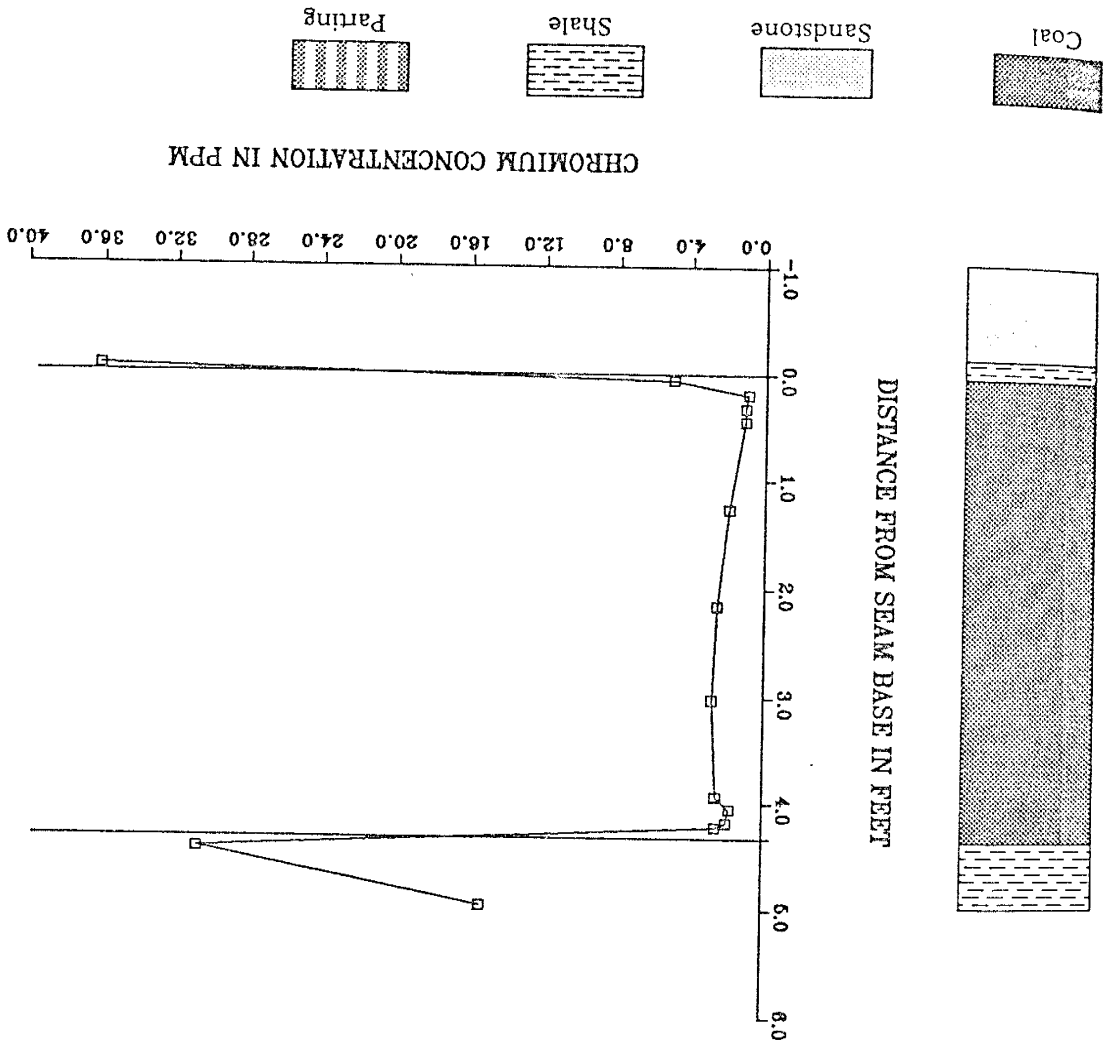 6.0
5.0
4.0
3.0
2.0
1.0
0.0
-1.0
DISTANCE FROM SEAM BASE IN FEET
0.0 4.0 8.0 12.0 16.0 20.0 24.0 28.0 32.0 36.0 40.0
CHROMIUM CONCENTRATION IN PPM
Coal Sandstone Shale Parting